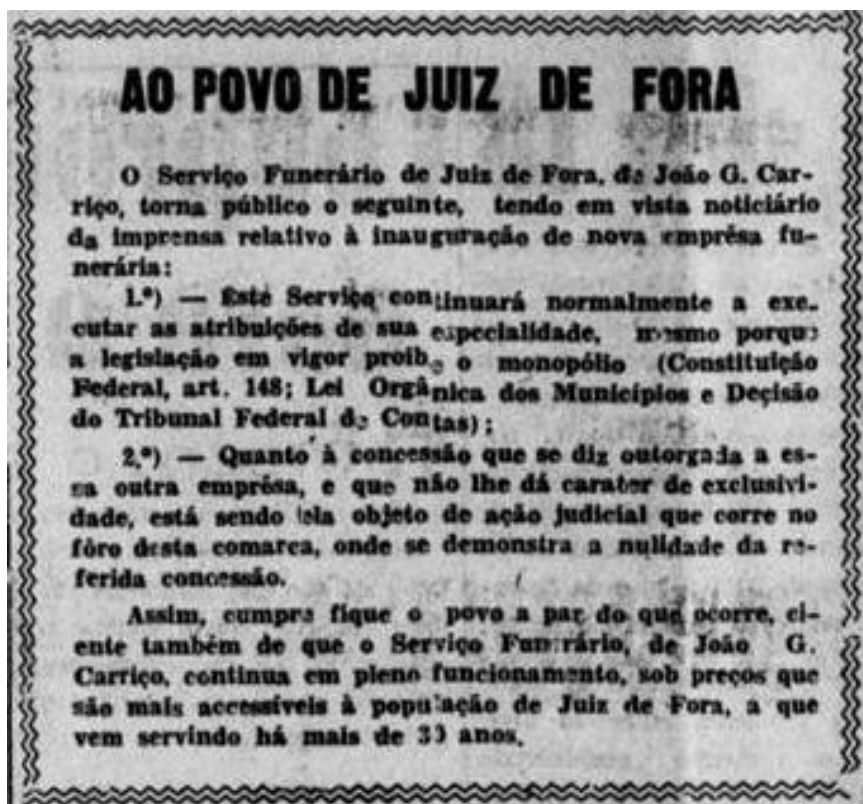 AO POVO DE JUIZ DE FORA
O Serviço Funerário de Juiz de Fora, de João G. Car-
riço, torna público o seguinte, tendo em vista noticiário
da imprensa relativo à inauguração de nova emprêsa fu-
nerária:
1.º) — Este Serviço continuará normalmente a exe-
cutar as atribuições de sua especialidade, mesmo porque
a legislação em vigor proibe o monopólio (Constituição
Federal, art. 148; Lei Orgânica dos Municípios e Decisão
do Tribunal Federal de Contas);
2.º) — Quanto à concessão que se diz outorgada a es-
sa outra emprêsa, e que não lhe dá carater de exclusivi-
dade, está sendo ela objeto de ação judicial que corre no
fôro desta comarca, onde se demonstra a nulidade da re-
ferida concessão.
Assim, cumpre fique o povo a par do que ocorre, ci-
ente também de que o Serviço Funerário, de João G.
Carriço, continua em pleno funcionamento, sob preços que
são mais accessíveis à população de Juiz de Fora, a que
vem servindo há mais de 30 anos.